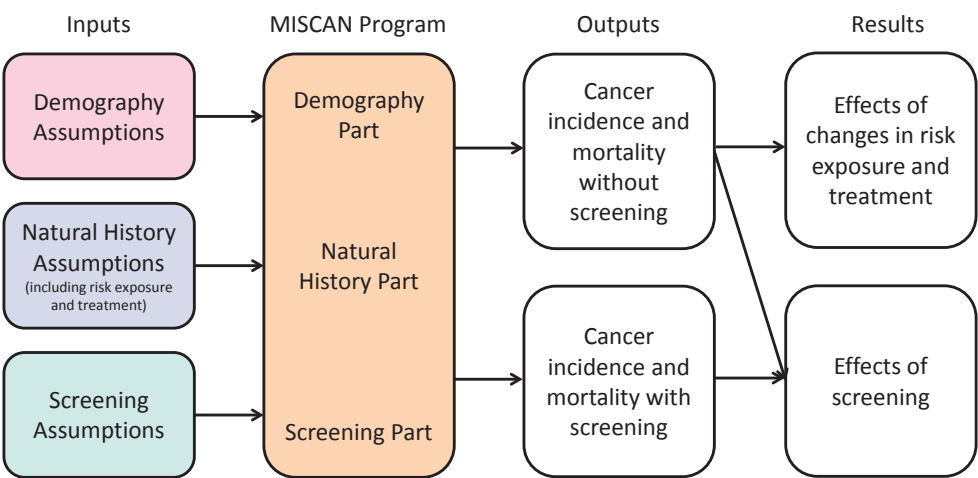 Inputs
MISCAN Program
Outputs
Results
Demography
Assumptions
Natural History
Assumptions
(including risk exposure
and treatment)
Screening
Assumptions
Demography
Part
Natural
History Part
Screening Part
Cancer
incidence and
mortality
without
screening
Cancer
incidence and
mortality with
screening
Effects of
changes in risk
exposure and
treatment
Effects of
screening